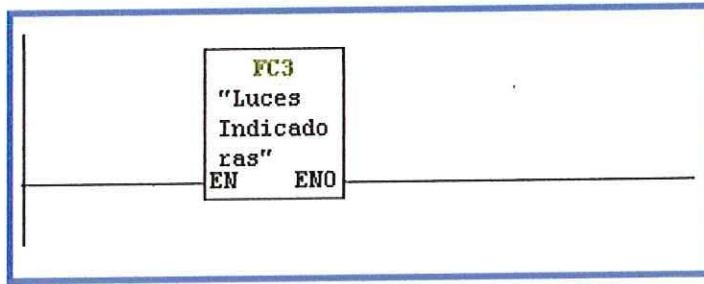 FC3
"Luces
Indicado
ras"
EN ENO